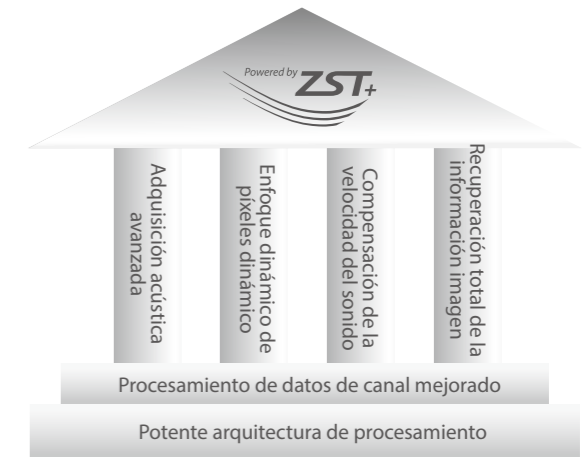 Powered by ZST+
Adquisición acústica
avanzada
Enfoque dinámico de
píxeles dinámico
Compensación de la
velocidad del sonido
Recuperación total de la
información imagen
Procesamiento de datos de canal mejorado
Potente arquitectura de procesamiento